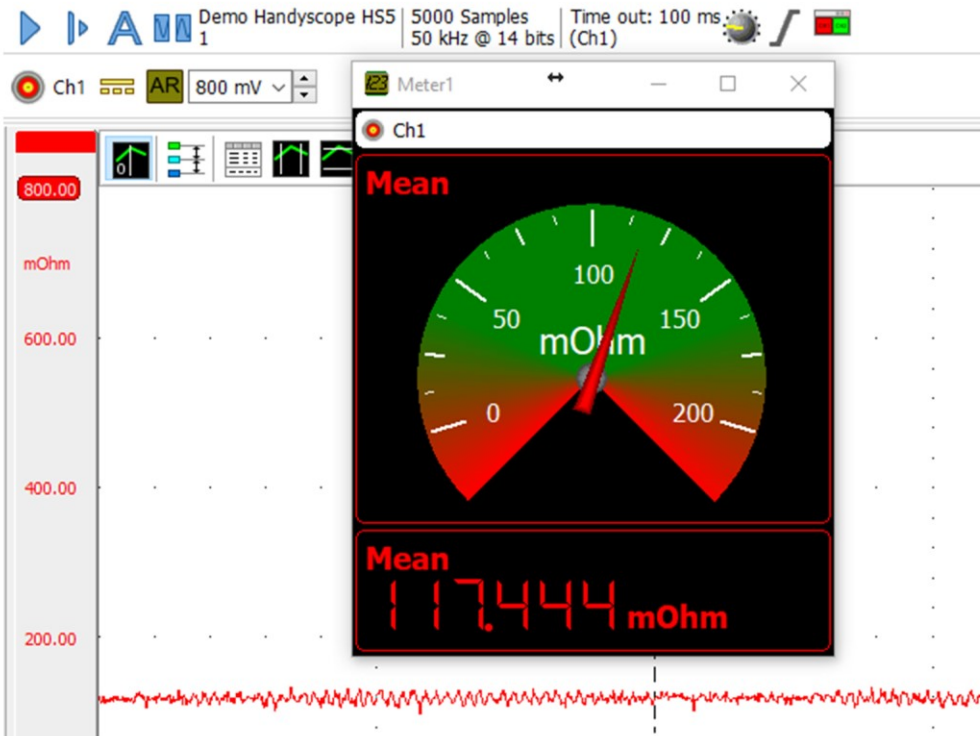 Demo Handyscope HS5
1
5000 Samples
50 kHz @ 14 bits
Time out: 100 ms
(Ch1)
Ch1
AR
800 mV
123
Meter1
Ch1
800.00
mOhm
600.00
400.00
200.00
0
Mean
0
50
100
150
200
mOhm
Mean
117.444 mOhm